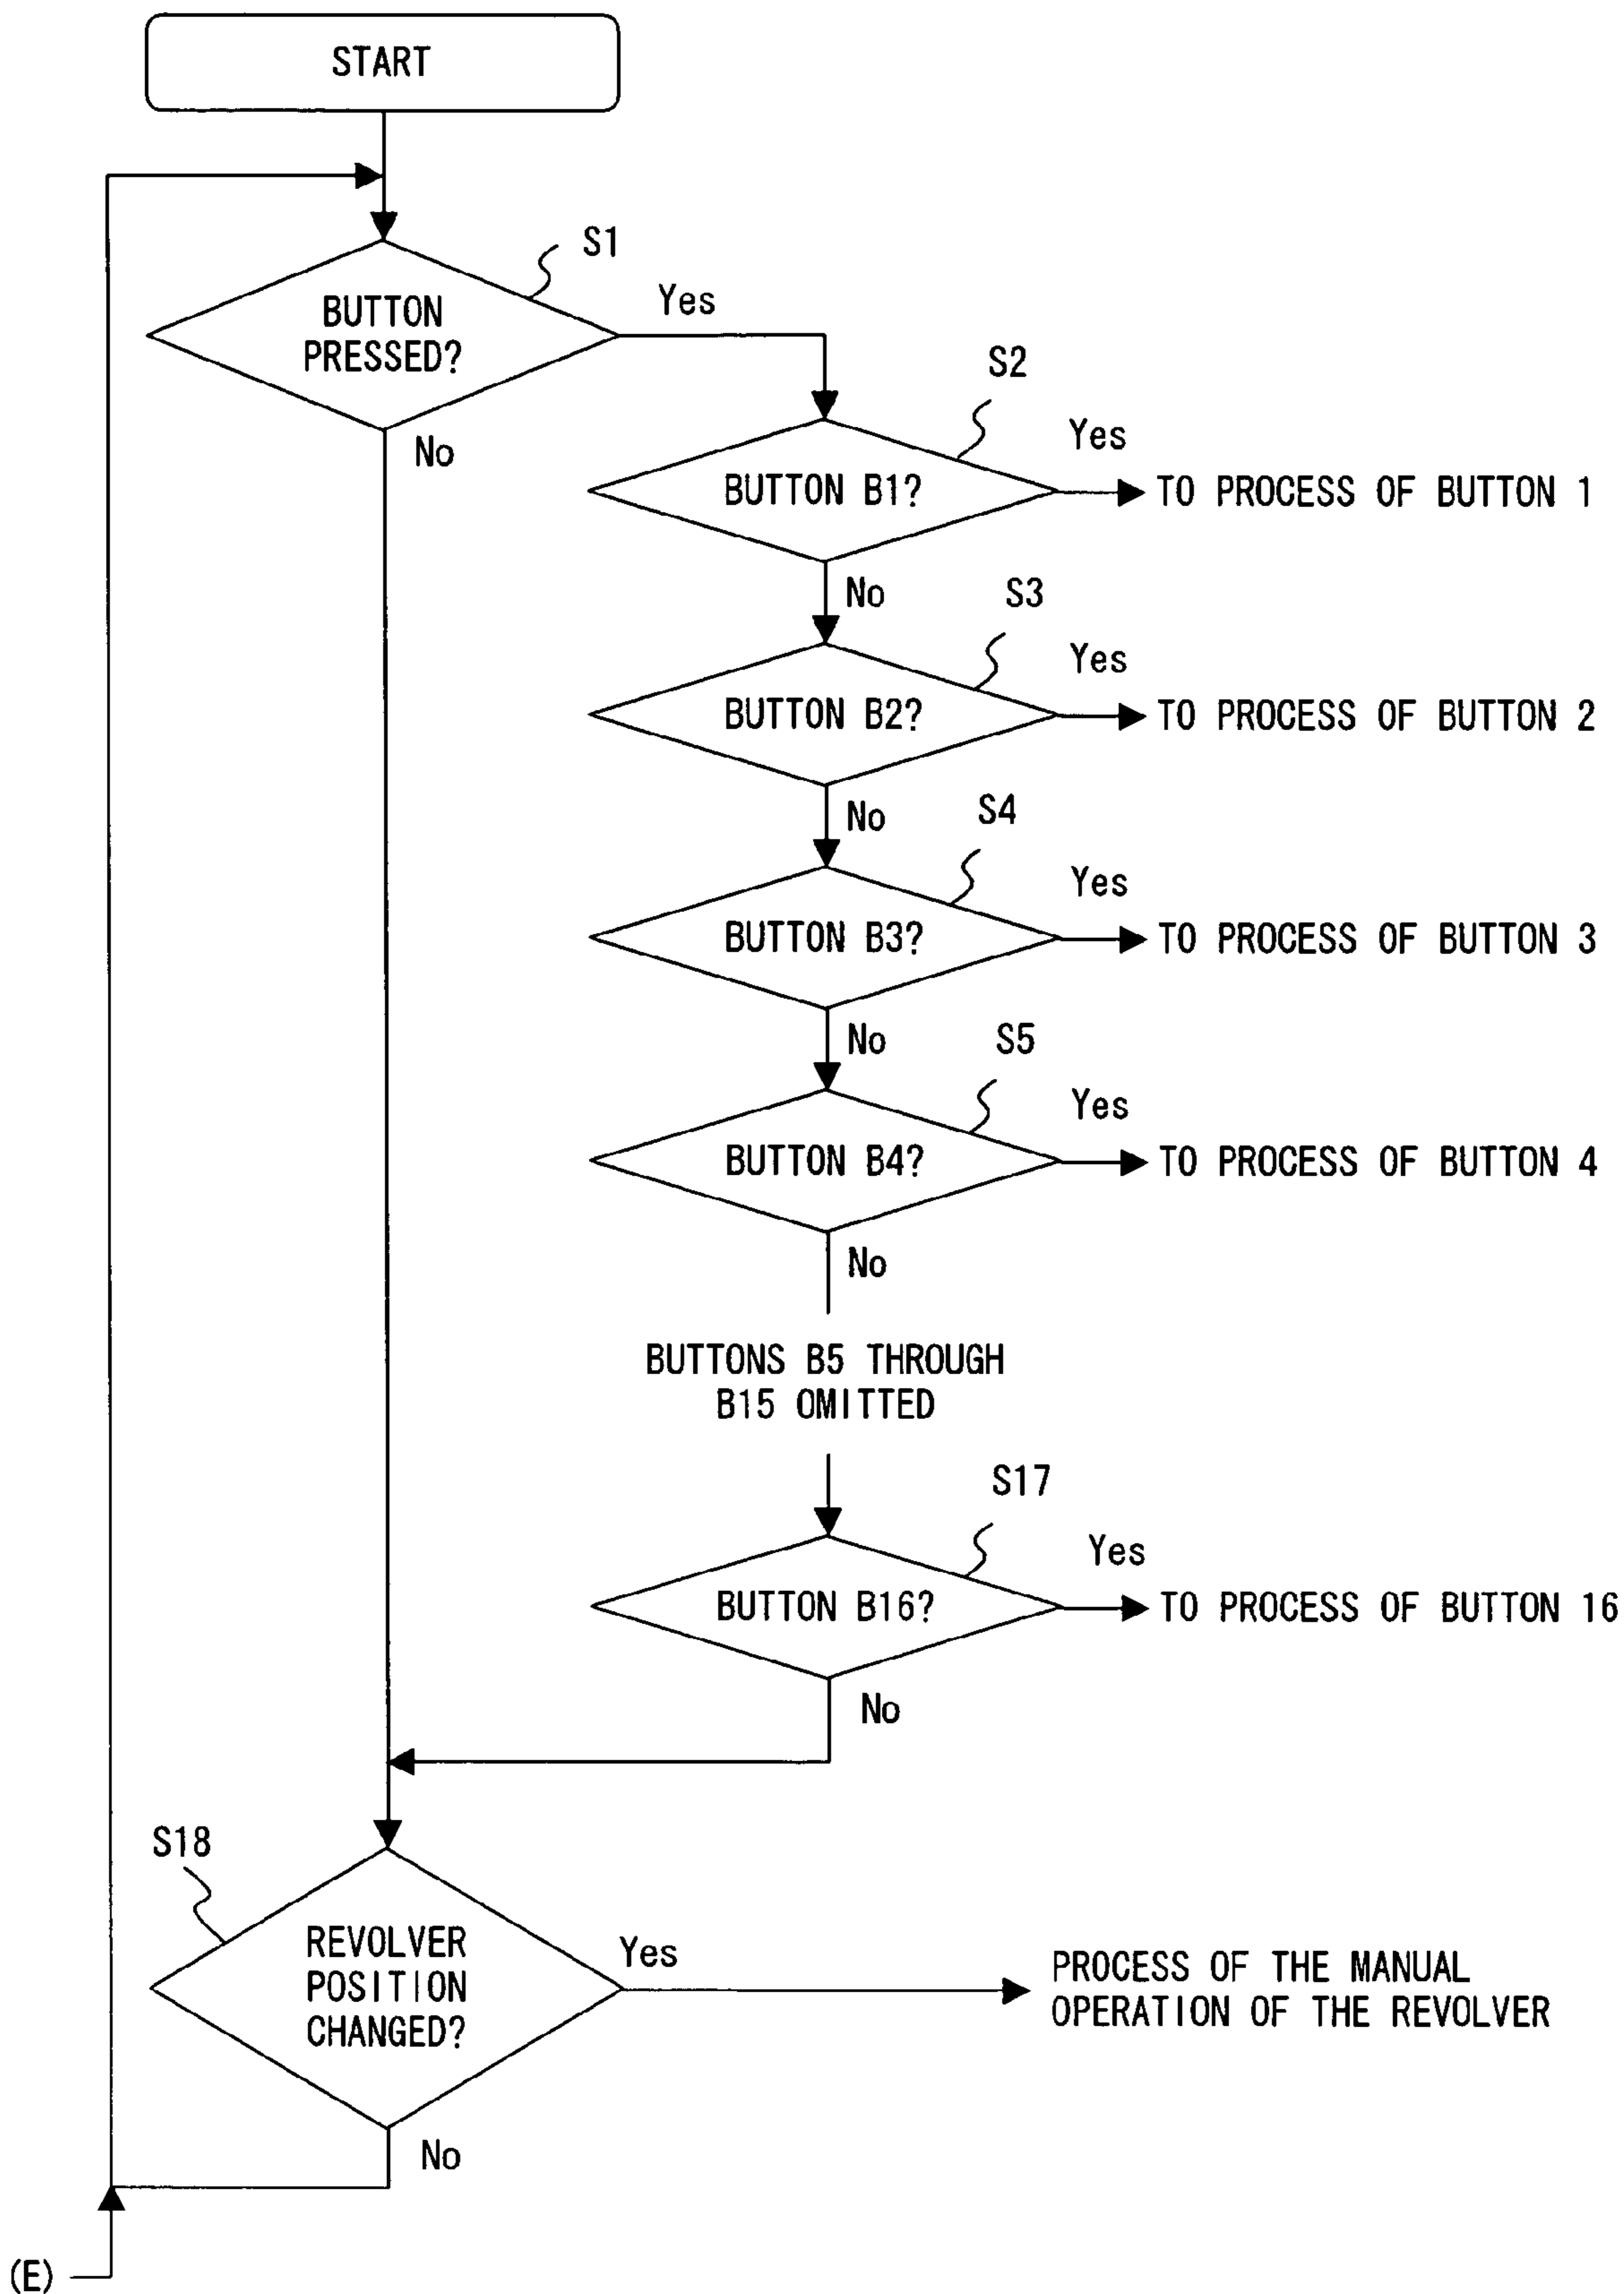 START
S1
BUTTON
PRESSED?
Yes
No
S2
BUTTON B1?
Yes
TO PROCESS OF BUTTON 1
No
S3
BUTTON B2?
Yes
TO PROCESS OF BUTTON 2
No
S4
BUTTON B3?
Yes
TO PROCESS OF BUTTON 3
No
S5
BUTTON B4?
Yes
TO PROCESS OF BUTTON 4
No
BUTTONS B5 THROUGH
B15 OMITTED
S17
BUTTON B16?
Yes
TO PROCESS OF BUTTON 16
No
S18
REVOLVER
POSITION
CHANGED?
Yes
PROCESS OF THE MANUAL
OPERATION OF THE REVOLVER
No
(E)